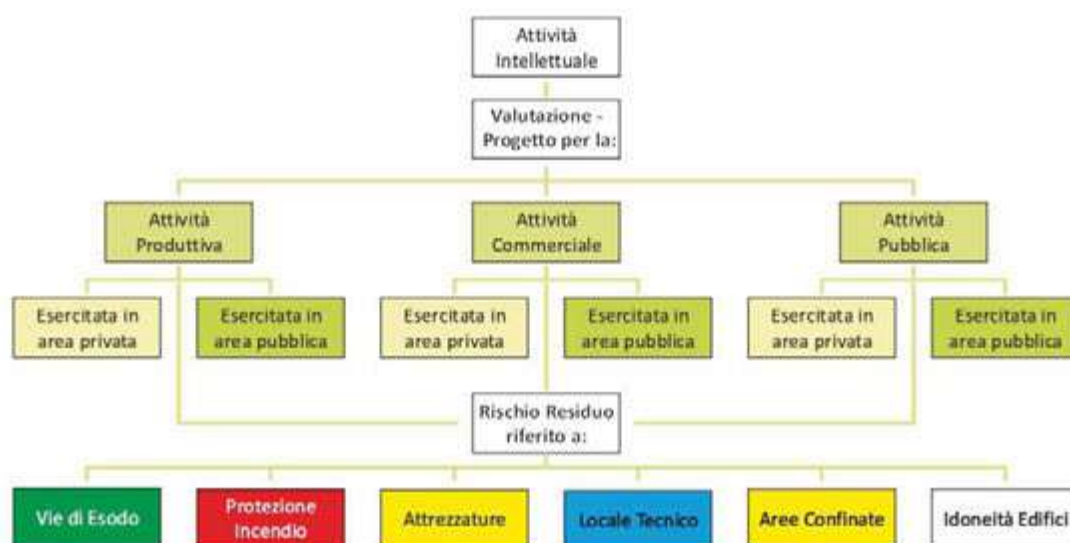 Attività
Intellettuale
Valutazione -
Progetto per la:
Attività
Produttiva
Attività
Commerciale
Attività
Pubblica
Esercitata in
area privata
Esercitata in
area pubblica
Esercitata in
area privata
Esercitata in
area pubblica
Esercitata in
area privata
Esercitata in
area pubblica
Rischio Residuo
riferito a:
Vie di Esodo
Protezione
Incendio
Attrezzature
Locale Tecnico
Aree Confinate
Idoneità Edifici